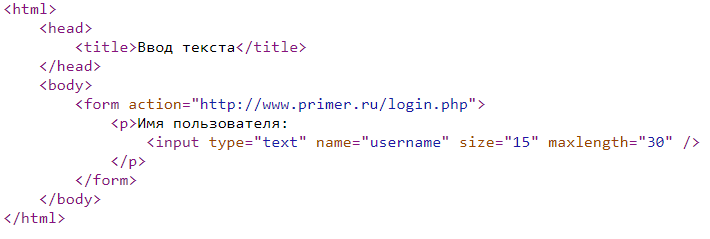 <html>
<head>
<title>Ввод текста</title>
</head>
<body>
<form action="http://www.primer.ru/login.php">
<p>Имя пользователя:
<input type="text" name="username" size="15" maxlength="30" />
</p>
</form>
</body>
</html>